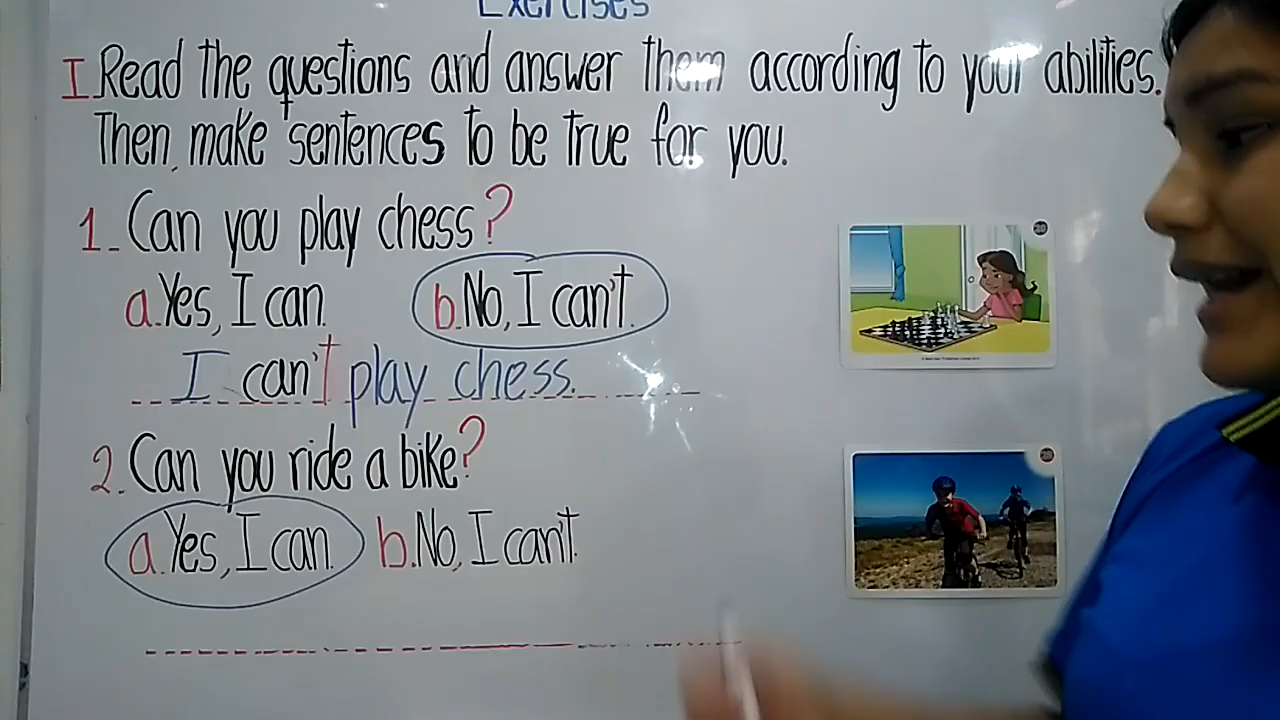 Exercises
I. Read the questions and answer them according to your abilities.
Then, make sentences to be true for you.
1. Can you play chess?
a. Yes, I can. b. No, I can't.
I can't play chess.
2. Can you ride a bike?
a. Yes, I can. b. No, I can't.